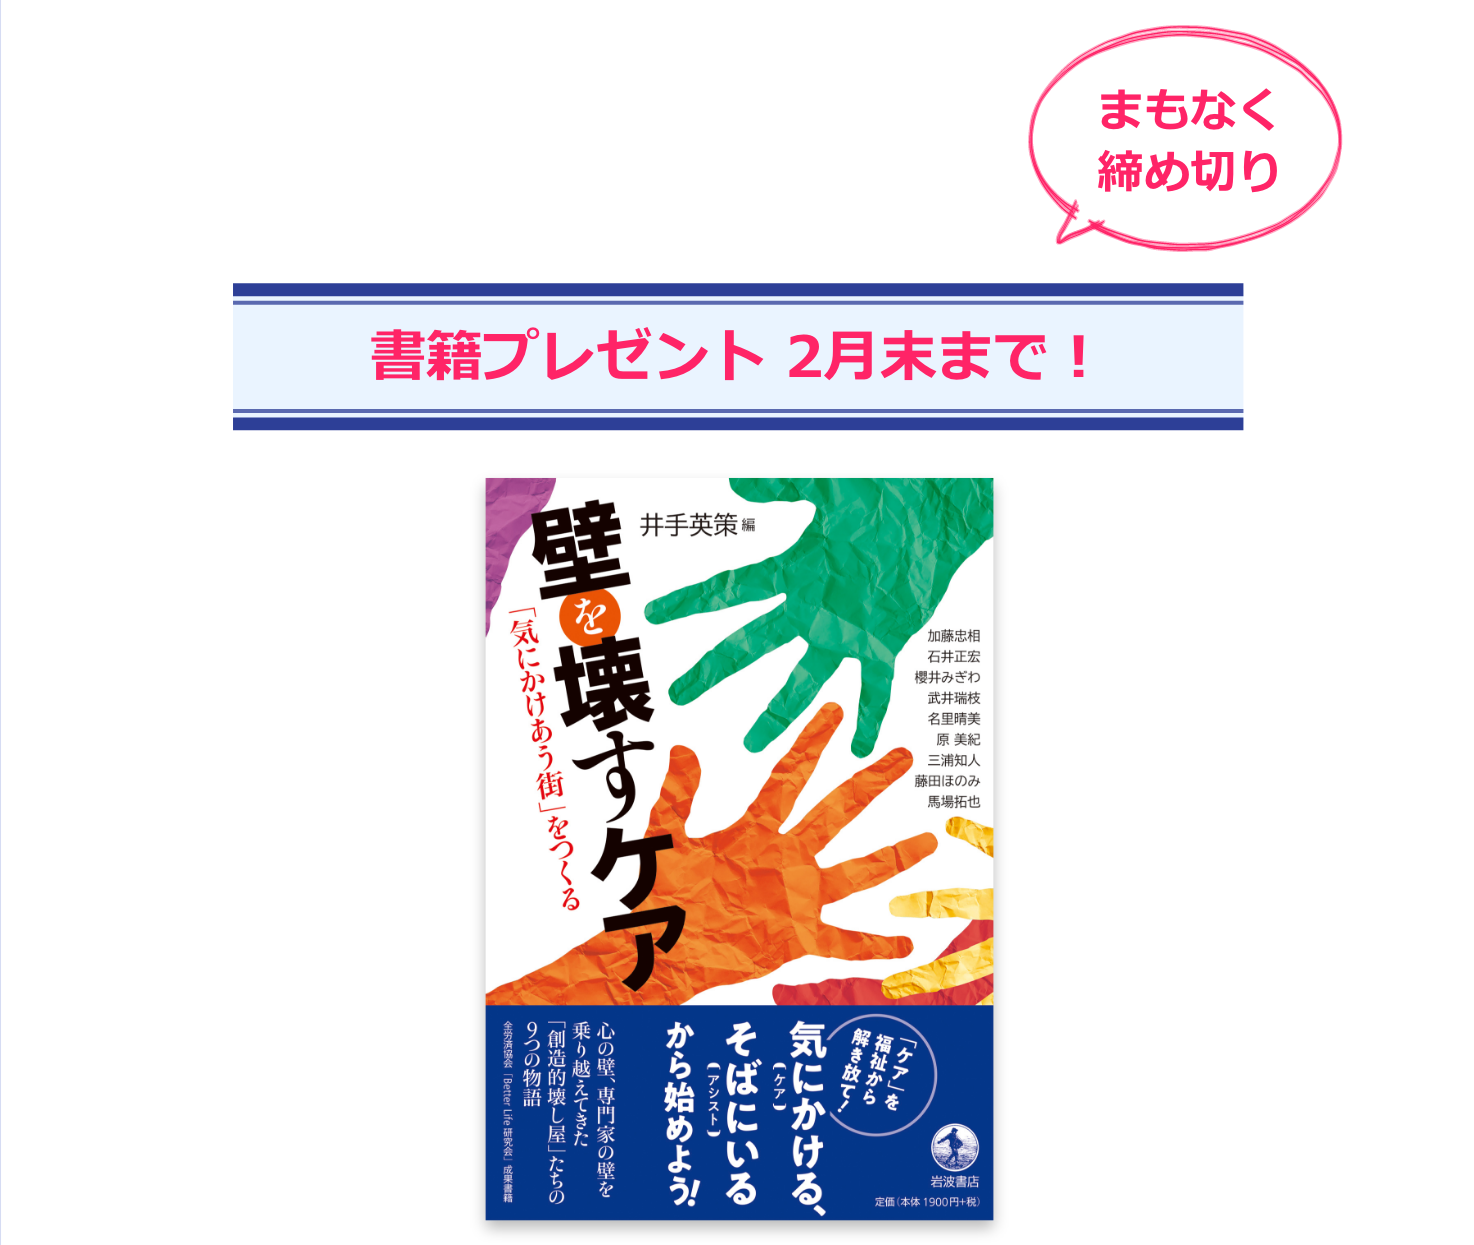 まもなく
締め切り
書籍プレゼント 2月末まで！
井手英策 編
壁を壊すケア
「気にかけあう街」をつくる
加藤忠相
石井正宏
櫻井みぎわ
武井瑞枝
名里晴美
原 美紀
三浦知人
藤田ほのみ
馬場拓也
「ケア」を
福祉から
解き放て！
気にかける、
（ケア）
そばにいる
（アシスト）
から始めよう！
心の壁、専門家の壁を
乗り越えてきた
「創造的壊し屋」たちの
9つの物語
全労済協会「Better Life 研究会」成果書籍
岩波書店
定価（本体 1900円+税）